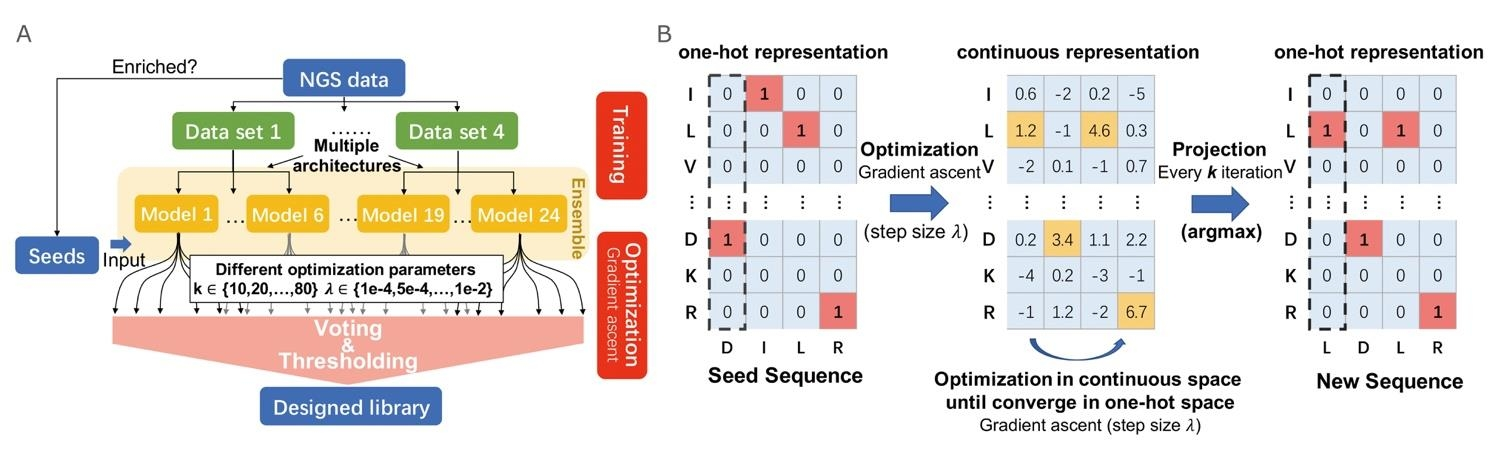 A
Enriched?
NGS data
Data set 1
......
Data set 4
Multiple
architectures
Training
Model 1
...
Model 6
...
Model 19
...
Model 24
Ensemble
Seeds
Input
Different optimization parameters
k ∈ {10,20,...,80} λ ∈ {1e-4,5e-4,...,1e-2}
Optimization
Gradient ascent
Voting
&
Thresholding
Designed library
B
one-hot representation
I 0 1 0 0
L 0 0 1 0
V 0 0 0 0
⋮ ⋮ ⋮ ⋮ ⋮
D 1 0 0 0
K 0 0 0 0
R 0 0 0 1
D I L R
Seed Sequence
Optimization
Gradient ascent
(step size λ)
continuous representation
I 0.6 -2 0.2 -5
L 1.2 -1 4.6 0.3
V -2 0.1 -1 0.7
⋮ ⋮ ⋮ ⋮ ⋮
D 0.2 3.4 1.1 2.2
K -4 0.2 -3 -1
R -1 1.2 -2 6.7
Optimization in continuous space
until converge in one-hot space
Gradient ascent (step size λ)
Projection
Every k iteration
(argmax)
one-hot representation
I 0 0 0 0
L 1 0 1 0
V 0 0 0 0
⋮ ⋮ ⋮ ⋮ ⋮
D 0 1 0 0
K 0 0 0 0
R 0 0 0 1
L D L R
New Sequence